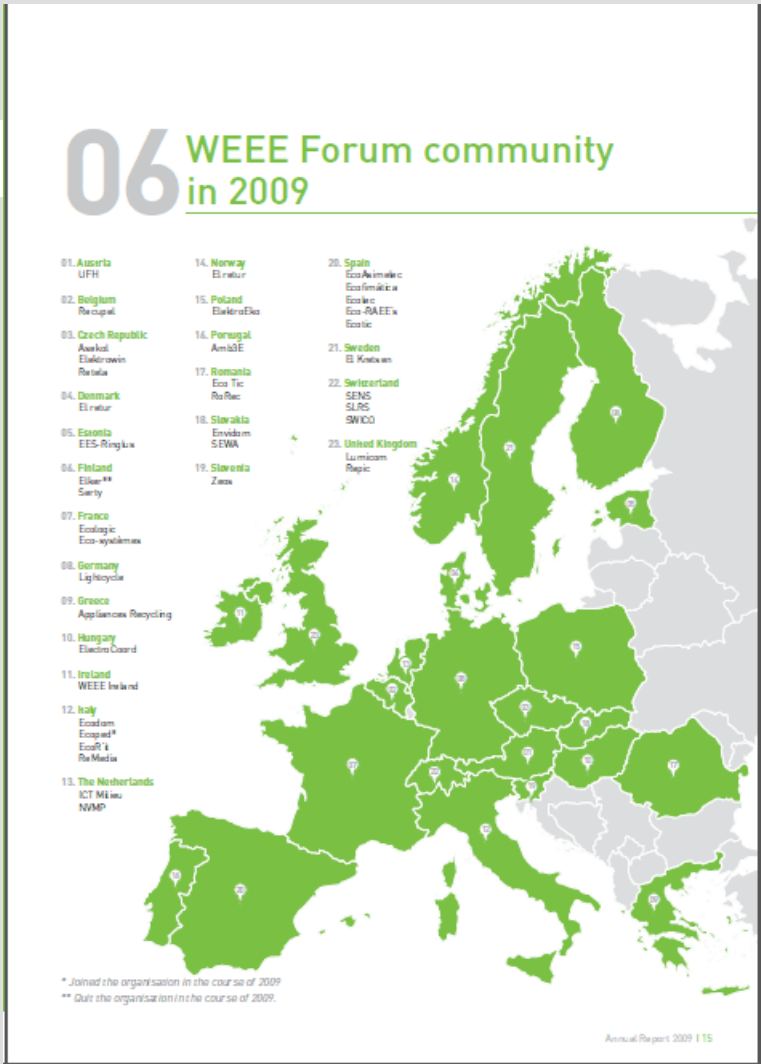 06 WEEE Forum community
in 2009
01. Austria
UFH
02. Belgium
Recupel
03. Czech Republic
Asekol
Elektrowin
Retela
04. Denmark
El retur
05. Estonia
EES-Ringlus
06. Finland
Elker**
Serty
07. France
Ecologic
Eco-systèmes
08. Germany
Lightcycle
09. Greece
Appliances Recycling
10. Hungary
ElectroCoord
11. Ireland
WEEE Ireland
12. Italy
Ecodom
Ecoped*
EcoR'it
ReMedia
13. The Netherlands
ICT Milieu
NVMP
14. Norway
El retur
15. Poland
ElektroEko
16. Portugal
Amb3E
17. Romania
Eco Tic
RoRec
18. Slovakia
Envidom
SEWA
19. Slovenia
Zeos
20. Spain
EcoAsimelec
Ecofimática
Ecolec
Eco-RAEE's
Ecotic
21. Sweden
El Kretsen
22. Switzerland
SENS
SLRS
SWICO
23. United Kingdom
Lumicom
Repic
* Joined the organisation in the course of 2009
** Quit the organisation in the course of 2009.
Annual Report 2009 | 15